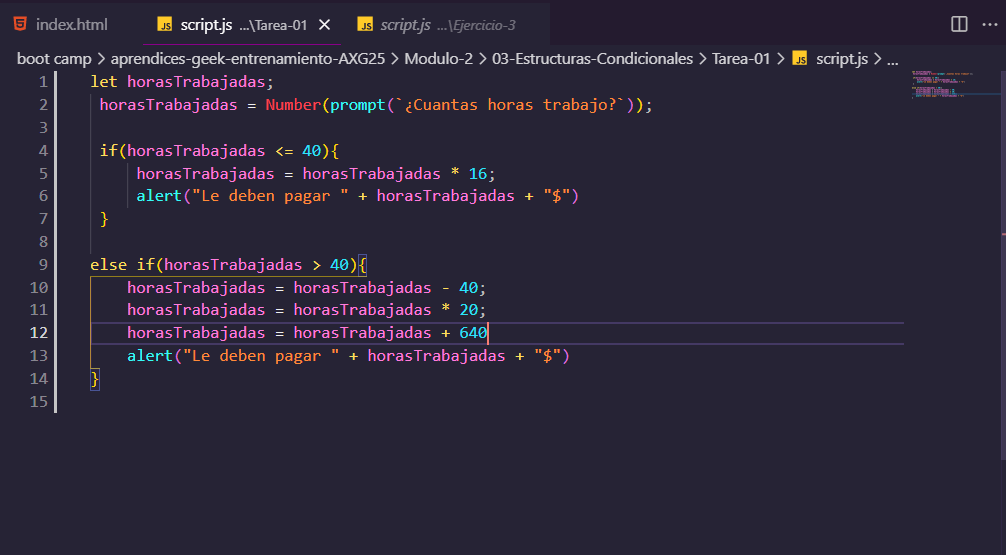 index.html
JS script.js ...\Tarea-01 ×
JS script.js ...\Ejercicio-3
boot camp > aprendices-geek-entrenamiento-AXG25 > Modulo-2 > 03-Estructuras-Condicionales > Tarea-01 > JS script.js > ...
1 let horasTrabajadas;
2 horasTrabajadas = Number(prompt(`¿Cuantas horas trabajo?`));
3
4 if(horasTrabajadas <= 40){
5 horasTrabajadas = horasTrabajadas * 16;
6 alert("Le deben pagar " + horasTrabajadas + "$")
7 }
8
9 else if(horasTrabajadas > 40){
10 horasTrabajadas = horasTrabajadas - 40;
11 horasTrabajadas = horasTrabajadas * 20;
12 horasTrabajadas = horasTrabajadas + 640
13 alert("Le deben pagar " + horasTrabajadas + "$")
14 }
15